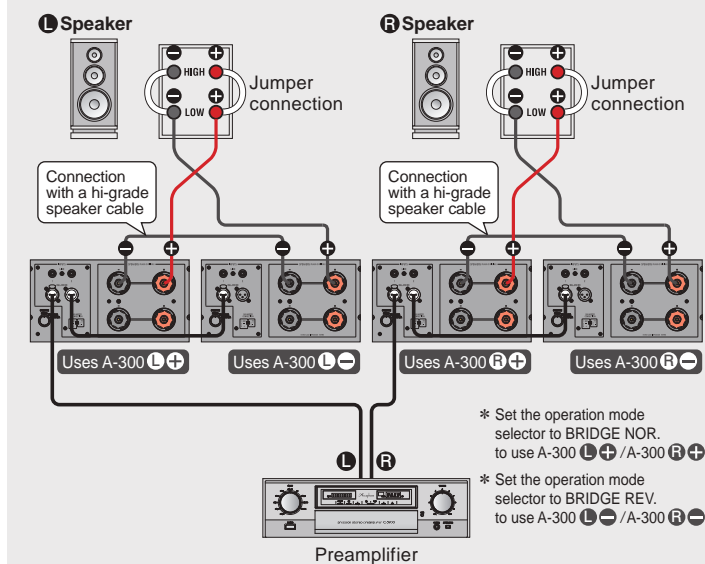 L Speaker
R Speaker
− +
HIGH
− +
LOW
Jumper
connection
− +
HIGH
− +
LOW
Jumper
connection
Connection
with a hi-grade
speaker cable
Connection
with a hi-grade
speaker cable
− + − +
− + − +
Uses A-300 L +
Uses A-300 L −
Uses A-300 R +
Uses A-300 R −
L R
* Set the operation mode
selector to BRIDGE NOR.
to use A-300 L + /A-300 R +
* Set the operation mode
selector to BRIDGE REV.
to use A-300 L − /A-300 R −
Preamplifier